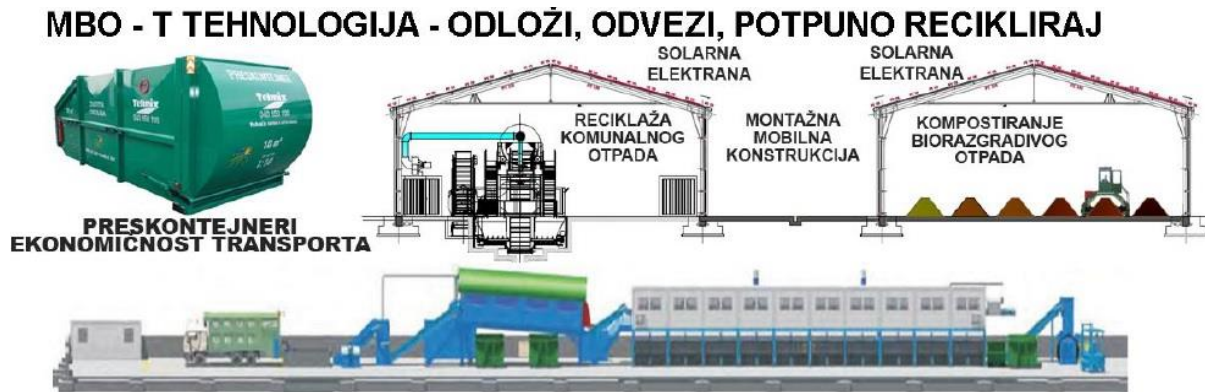 MBO - T TEHNOLOGIJA - ODLOŽI, ODVEZI, POTPUNO RECIKLIRAJ
PRESKONTEJNER
Tehnix
PRESKONTEJNERI
EKONOMIČNOST TRANSPORTA
SOLARNA
ELEKTRANA
RECIKLAŽA
KOMUNALNOG
OTPADA
MONTAŽNA
MOBILNA
KONSTRUKCIJA
SOLARNA
ELEKTRANA
KOMPOSTIRANJE
BIORAZGRADIVOG
OTPADA